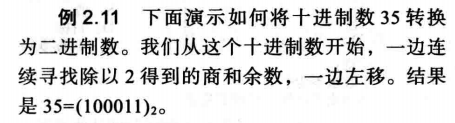 例 2.11 下面演示如何将十进制数 35 转换
为二进制数。我们从这个十进制数开始，一边连
续寻找除以 2 得到的商和余数，一边左移。结果
是 35=(100011)₂。